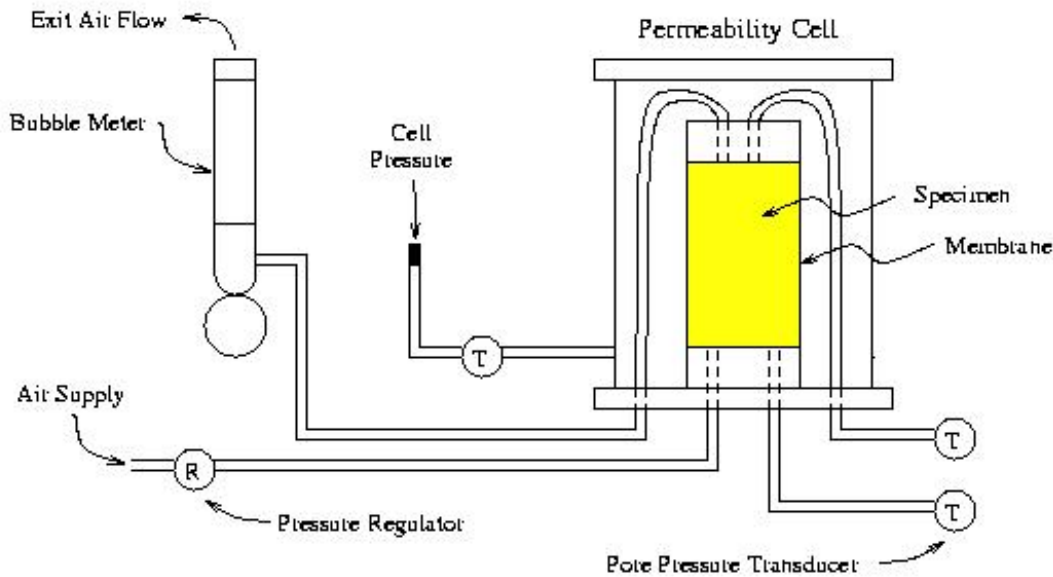 Exit Air Flow
Permeability Cell
Bubble Meter
Cell
Pressure
Specimen
Membrane
T
Air Supply
T
R
T
Pressure Regulator
Pore Pressure Transducer